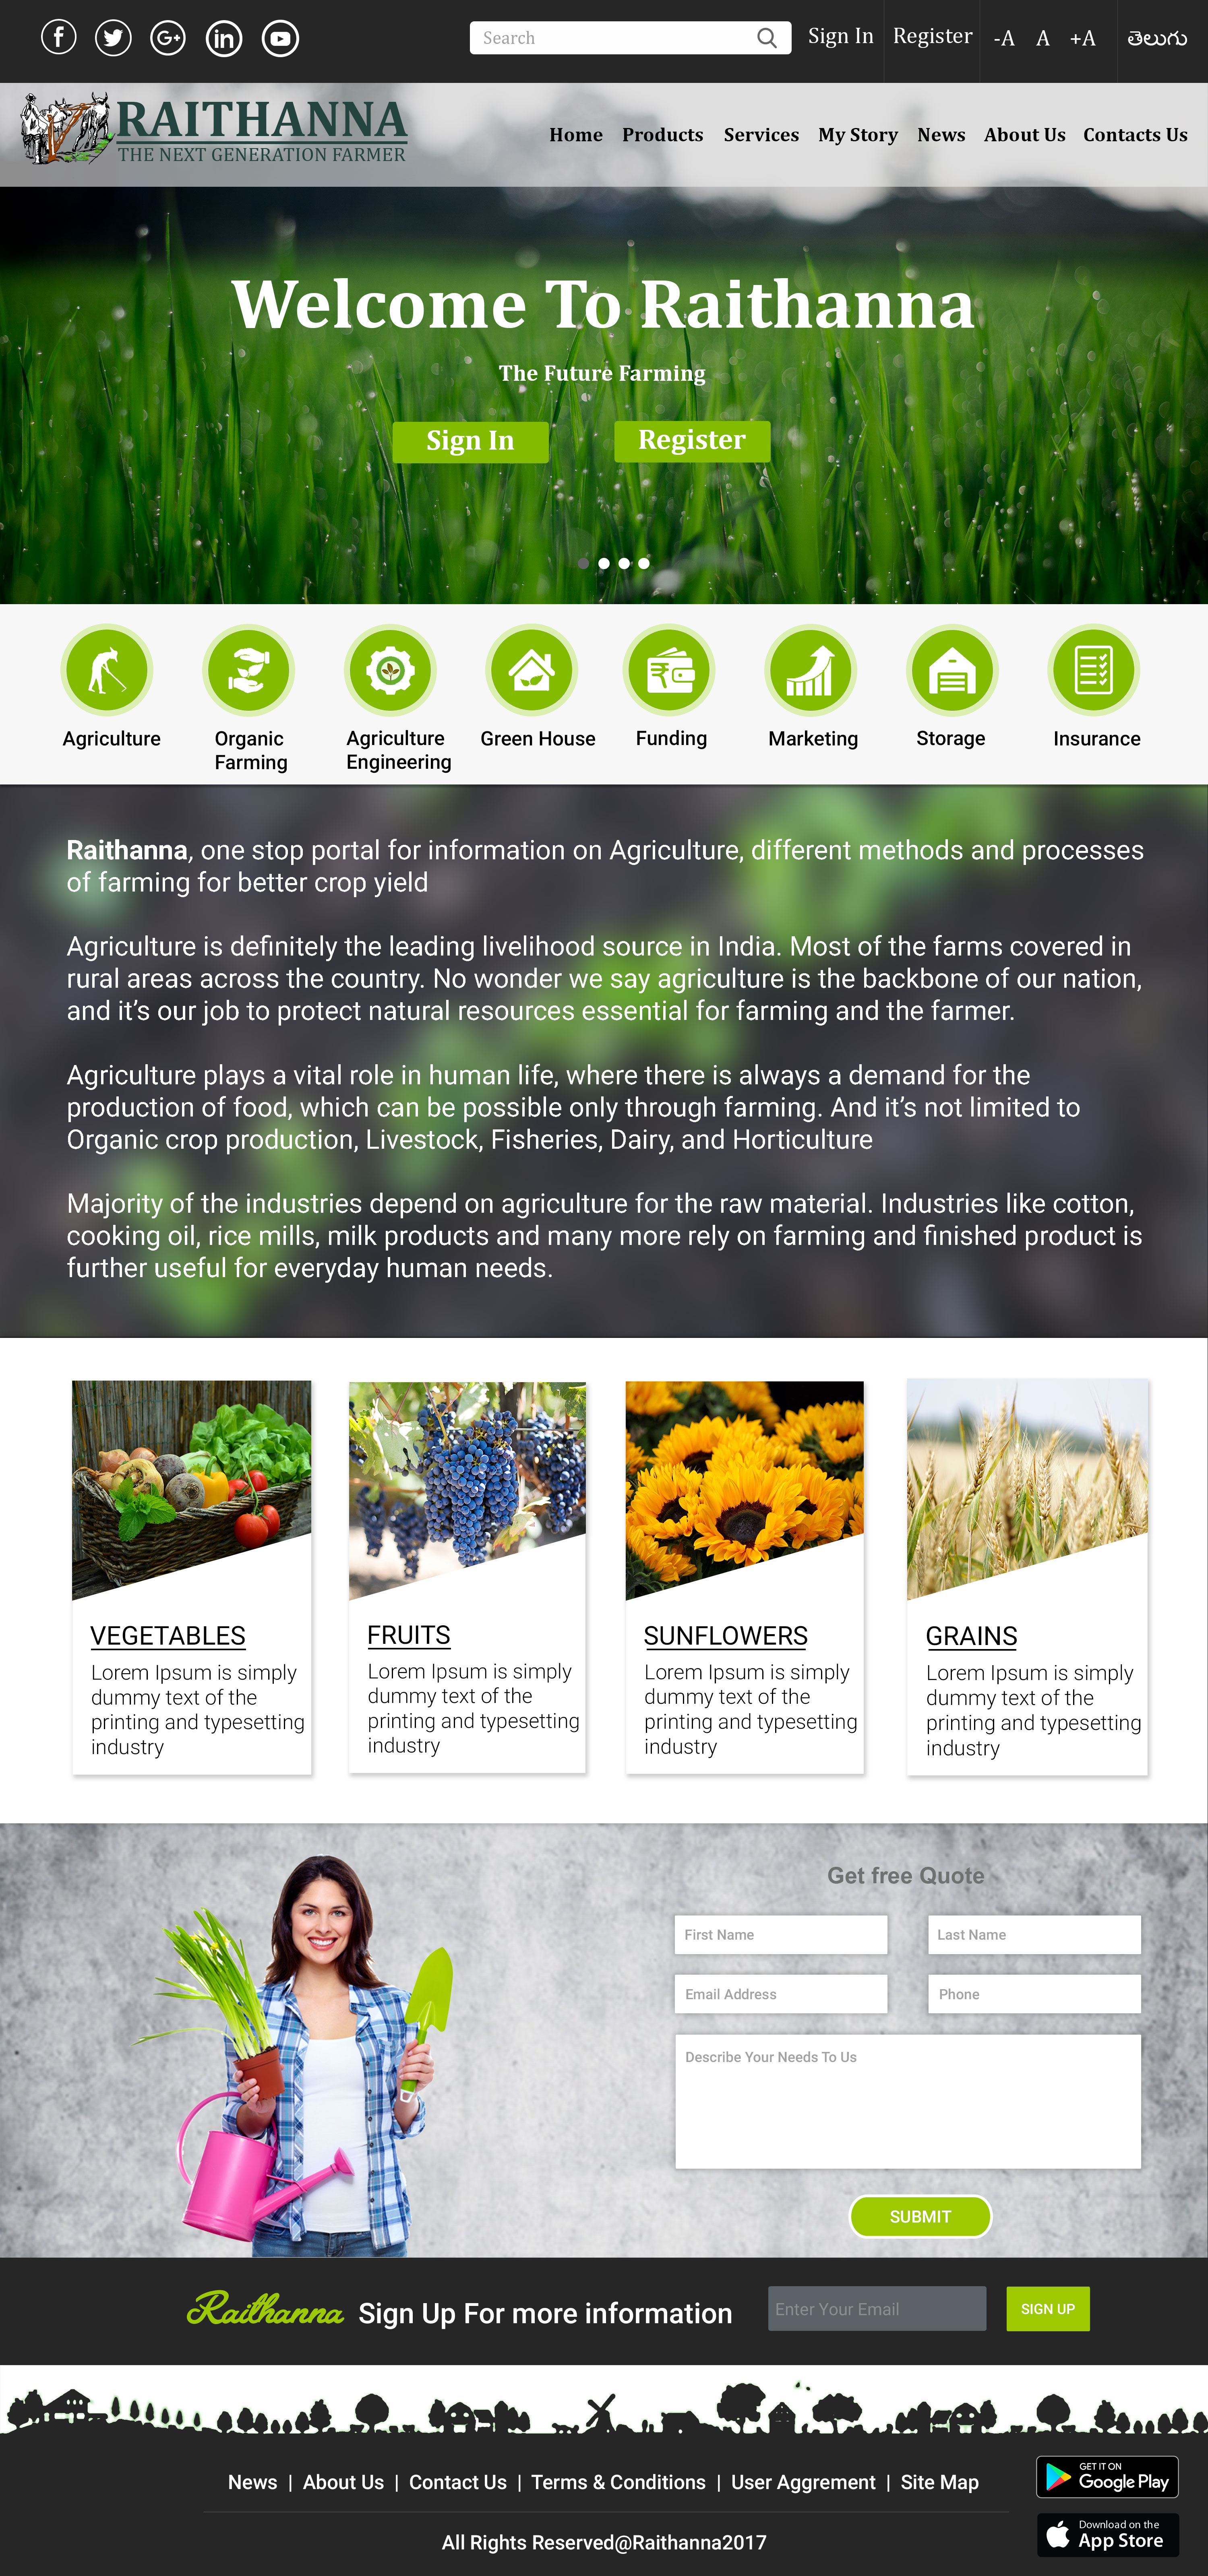 Search
Sign In
Register
-A A +A
తెలుగు
RAITHANNA
THE NEXT GENERATION FARMER
Home Products Services My Story News About Us Contacts Us
Welcome To Raithanna
The Future Farming
Sign In
Register
Agriculture
Organic
Farming
Agriculture
Engineering
Green House
Funding
Marketing
Storage
Insurance
Raithanna, one stop portal for information on Agriculture, different methods and processes
of farming for better crop yield
Agriculture is definitely the leading livelihood source in India. Most of the farms covered in
rural areas across the country. No wonder we say agriculture is the backbone of our nation,
and it’s our job to protect natural resources essential for farming and the farmer.
Agriculture plays a vital role in human life, where there is always a demand for the
production of food, which can be possible only through farming. And it’s not limited to
Organic crop production, Livestock, Fisheries, Dairy, and Horticulture
Majority of the industries depend on agriculture for the raw material. Industries like cotton,
cooking oil, rice mills, milk products and many more rely on farming and finished product is
further useful for everyday human needs.
VEGETABLES
Lorem Ipsum is simply
dummy text of the
printing and typesetting
industry
FRUITS
Lorem Ipsum is simply
dummy text of the
printing and typesetting
industry
SUNFLOWERS
Lorem Ipsum is simply
dummy text of the
printing and typesetting
industry
GRAINS
Lorem Ipsum is simply
dummy text of the
printing and typesetting
industry
Get free Quote
First Name
Last Name
Email Address
Phone
Describe Your Needs To Us
SUBMIT
Raithanna Sign Up For more information
Enter Your Email
SIGN UP
News | About Us | Contact Us | Terms & Conditions | User Aggrement | Site Map
GET IT ON
Google Play
Download on the
App Store
All Rights Reserved@Raithanna2017